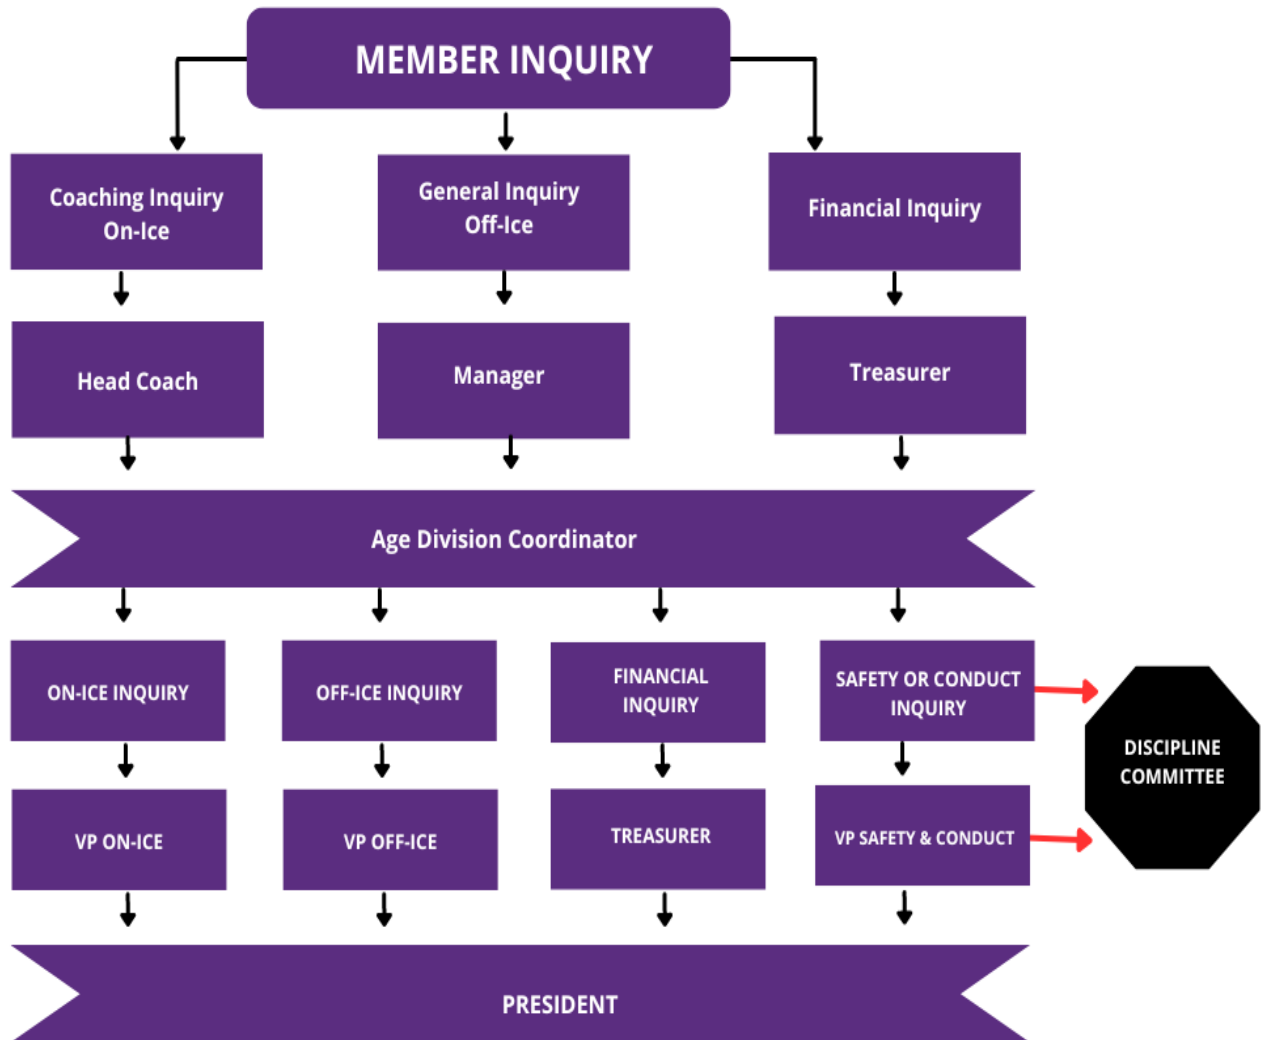 MEMBER INQUIRY
Coaching Inquiry
On-Ice
General Inquiry
Off-Ice
Financial Inquiry
Head Coach
Manager
Treasurer
Age Division Coordinator
ON-ICE INQUIRY
OFF-ICE INQUIRY
FINANCIAL
INQUIRY
SAFETY OR CONDUCT
INQUIRY
DISCIPLINE
COMMITTEE
VP ON-ICE
VP OFF-ICE
TREASURER
VP SAFETY & CONDUCT
PRESIDENT